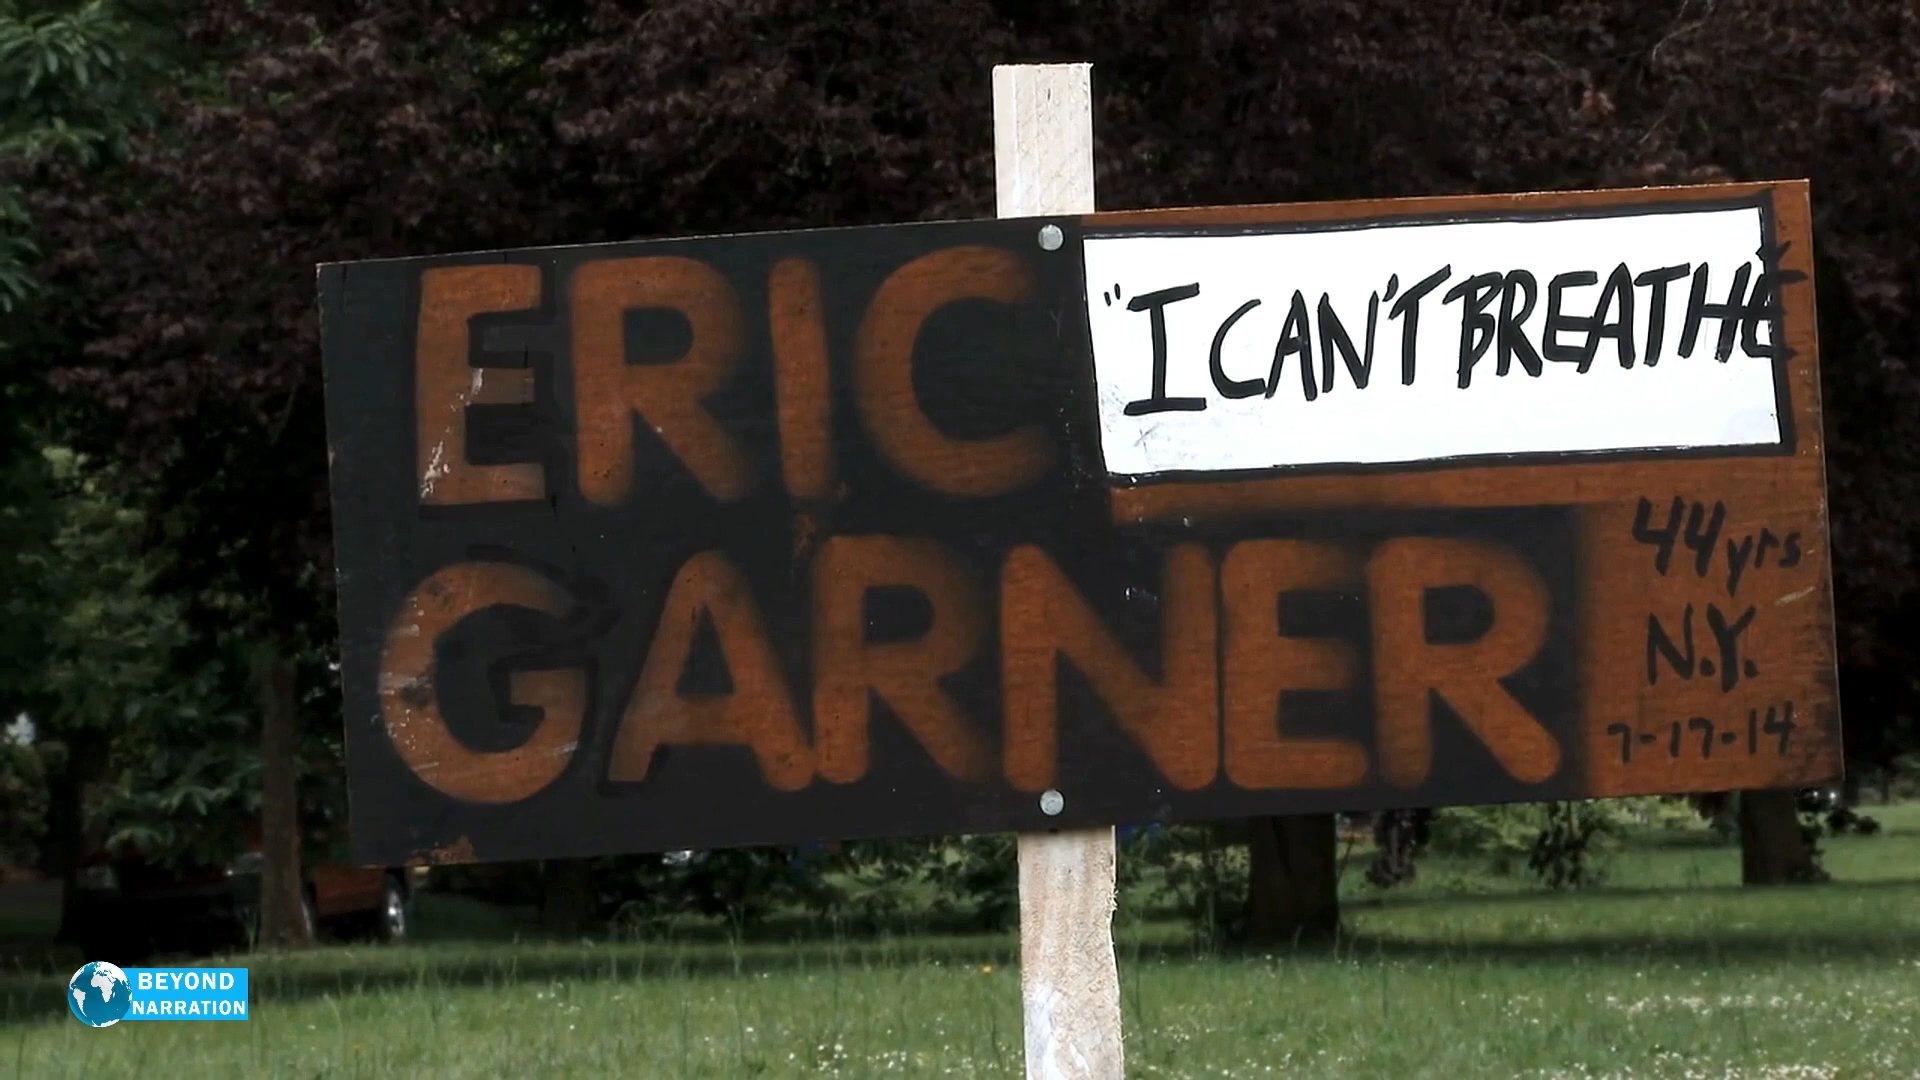 ERIC
GARNER
"I CAN'T BREATHE
44yrs
N.Y.
7-17-14
BEYOND
NARRATION